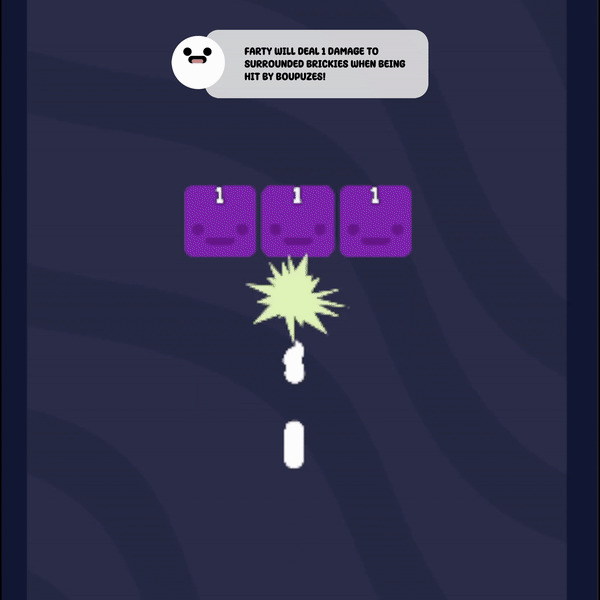 FARTY WILL DEAL 1 DAMAGE TO
SURROUNDED BRICKIES WHEN BEING
HIT BY BOUPUZES!
1 1 1